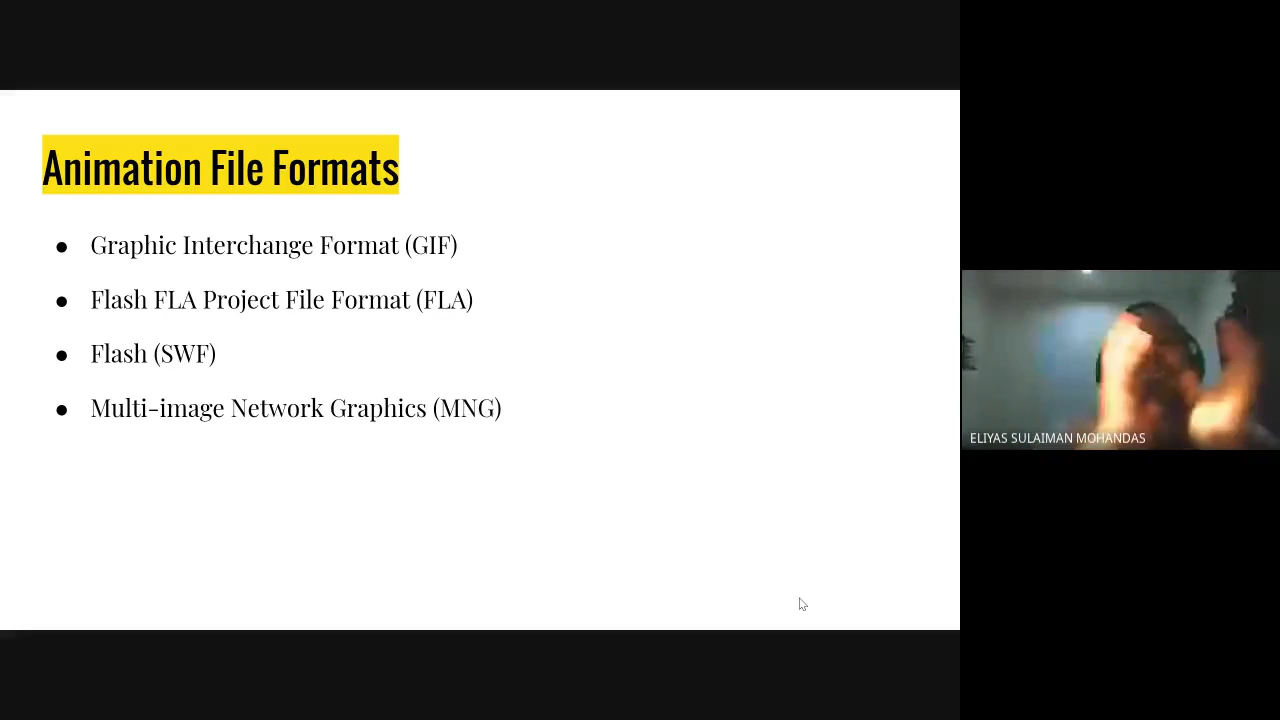 Animation File Formats
● Graphic Interchange Format (GIF)
● Flash FLA Project File Format (FLA)
● Flash (SWF)
● Multi-image Network Graphics (MNG)
ELIYAS SULAIMAN MOHANDAS